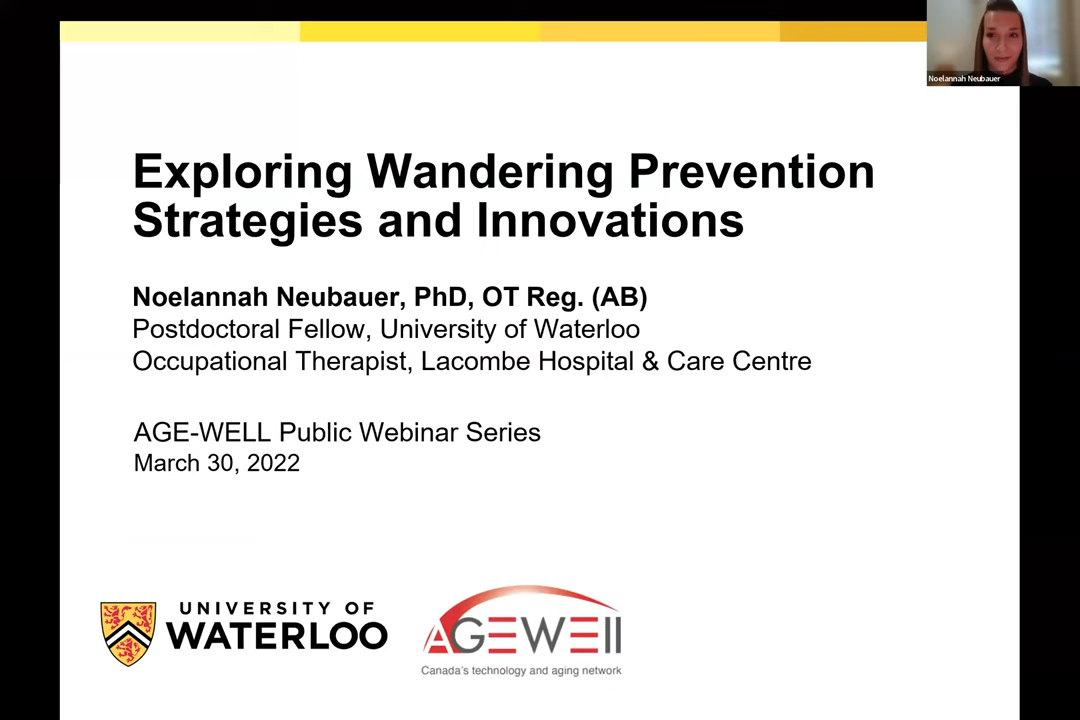 Noelannah Neubauer
Exploring Wandering Prevention
Strategies and Innovations
Noelannah Neubauer, PhD, OT Reg. (AB)
Postdoctoral Fellow, University of Waterloo
Occupational Therapist, Lacombe Hospital & Care Centre
AGE-WELL Public Webinar Series
March 30, 2022
UNIVERSITY OF
WATERLOO
AGEWELL
Canada's technology and aging network